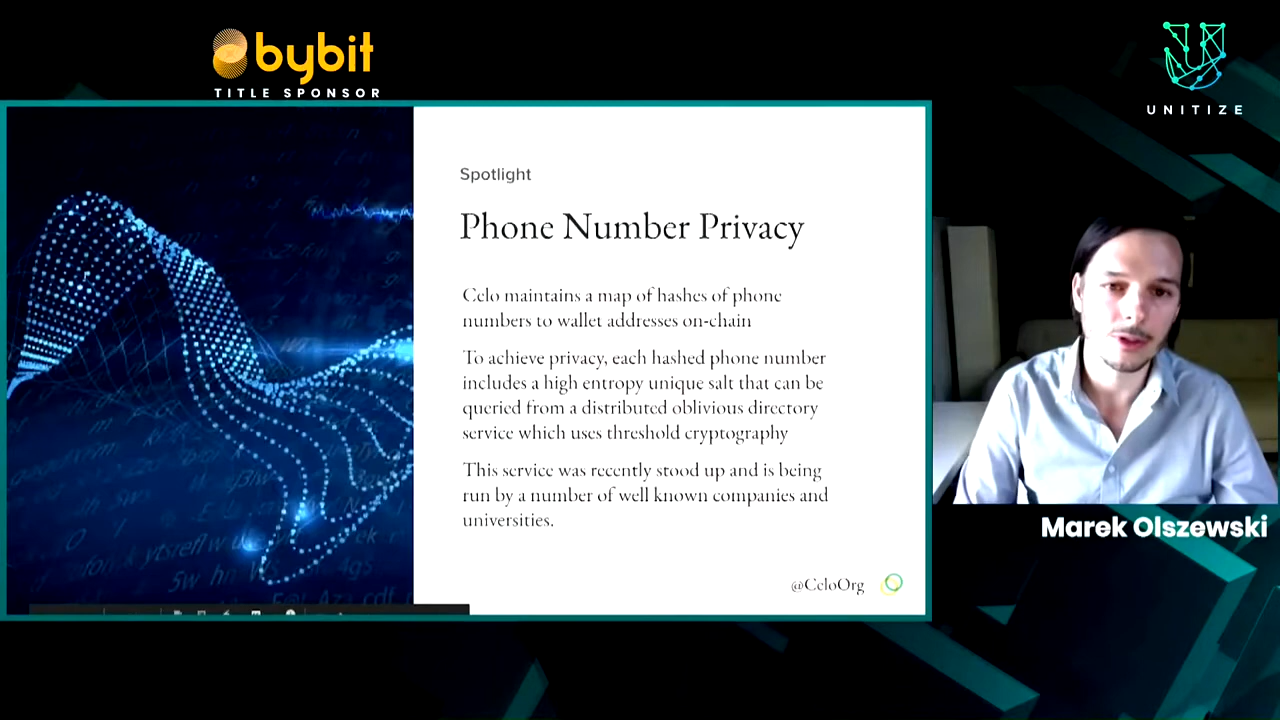 bybit
TITLE SPONSOR
UNITIZE
Spotlight
Phone Number Privacy
Celo maintains a map of hashes of phone
numbers to wallet addresses on-chain
To achieve privacy, each hashed phone number
includes a high entropy unique salt that can be
queried from a distributed oblivious directory
service which uses threshold cryptography
This service was recently stood up and is being
run by a number of well known companies and
universities.
@CeloOrg
Marek Olszewski